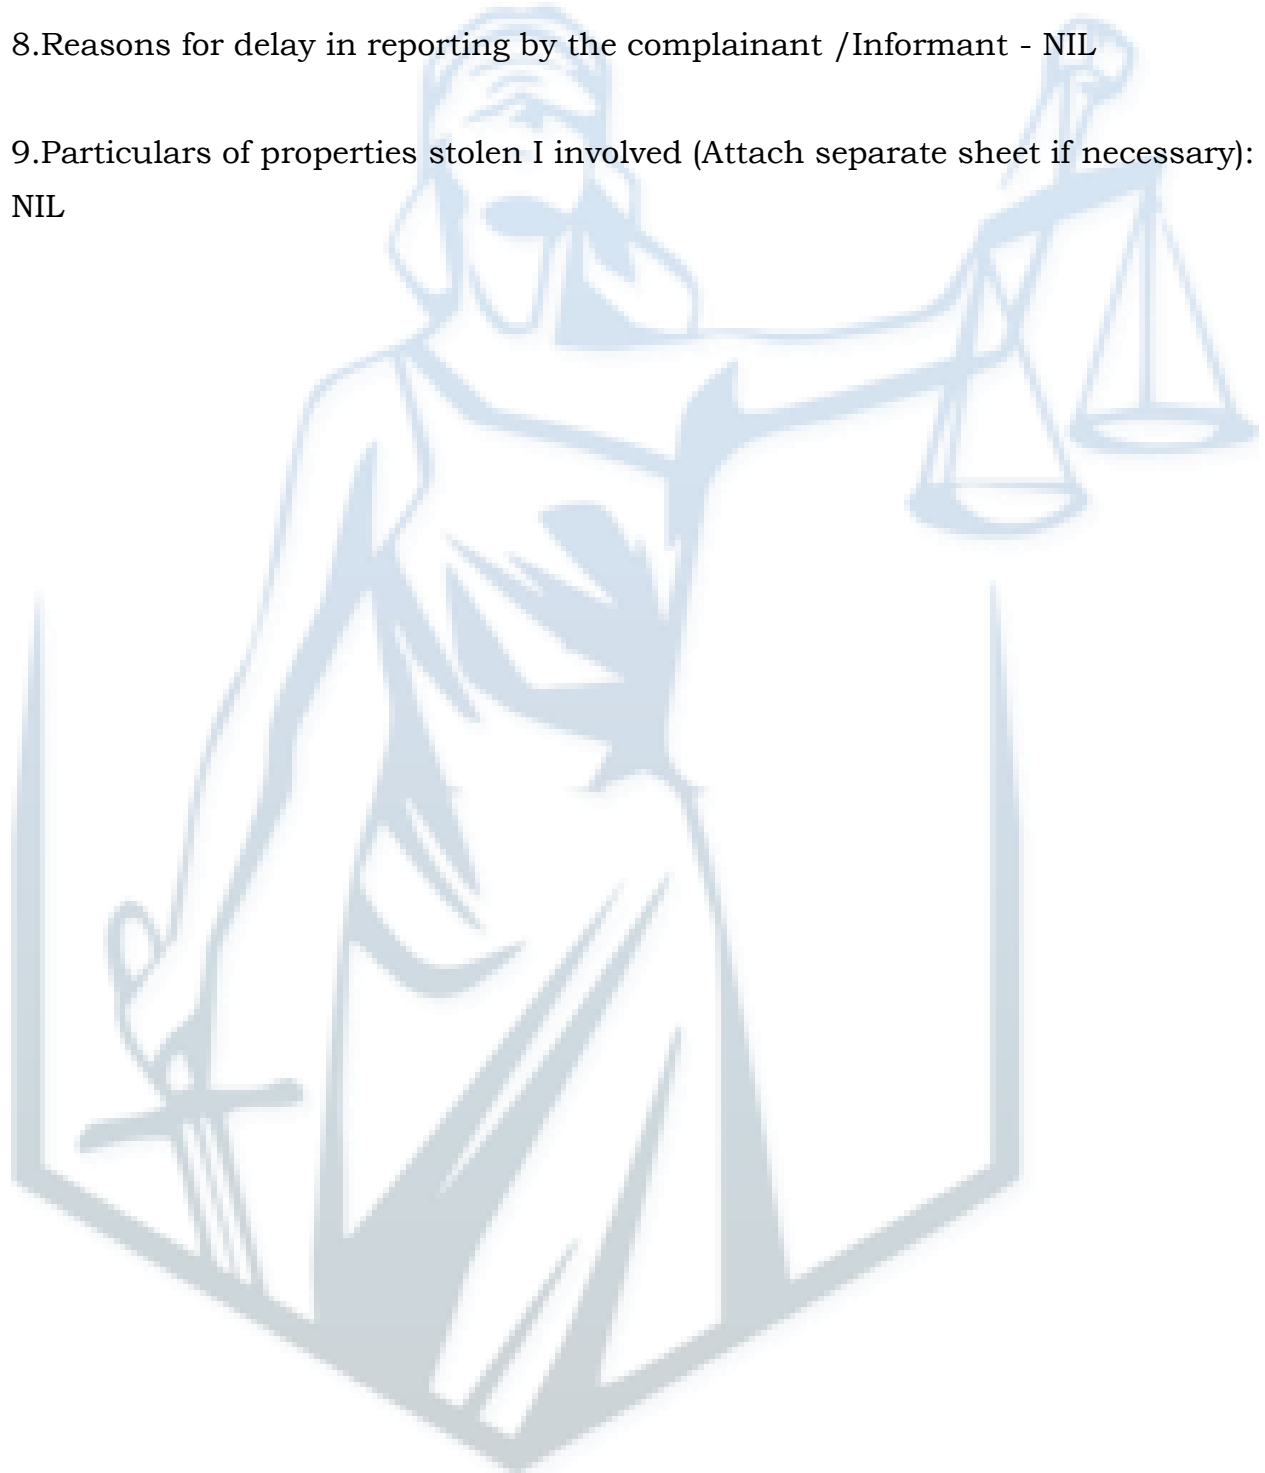 8.Reasons for delay in reporting by the complainant /Informant - NIL
9.Particulars of properties stolen I involved (Attach separate sheet if necessary):
NIL